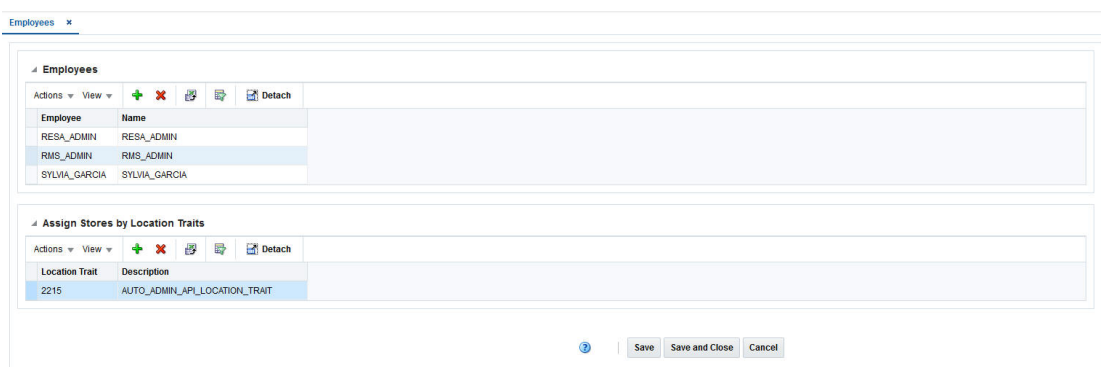 Employees ×
Employees
Actions View Detach
Employee Name
RESA_ADMIN RESA_ADMIN
RMS_ADMIN RMS_ADMIN
SYLVIA_GARCIA SYLVIA_GARCIA
Assign Stores by Location Traits
Actions View Detach
Location Trait Description
2215 AUTO_ADMIN_API_LOCATION_TRAIT
? Save Save and Close Cancel